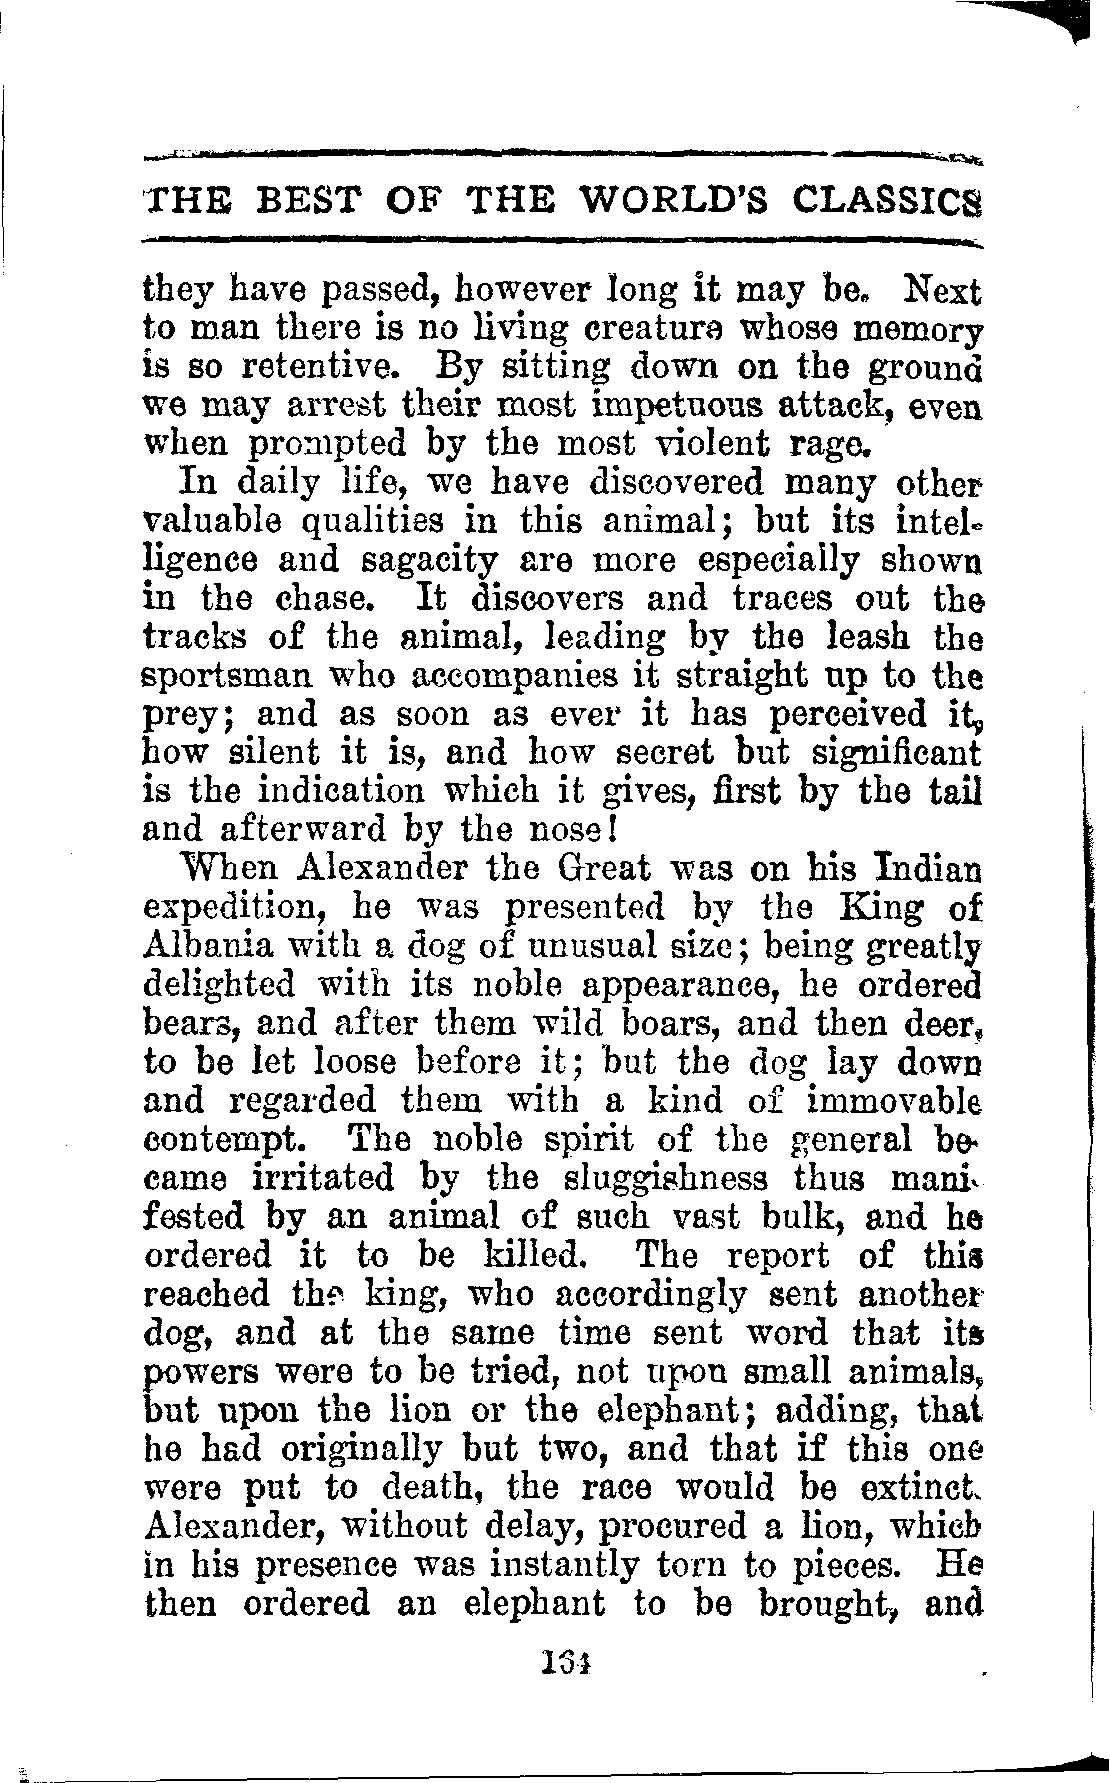 THE BEST OF THE WORLD'S CLASSICS
they have passed, however long it may be. Next
to man there is no living creature whose memory
is so retentive. By sitting down on the ground
we may arrest their most impetuous attack, even
when prompted by the most violent rage.
In daily life, we have discovered many other
valuable qualities in this animal; but its intel-
ligence and sagacity are more especially shown
in the chase. It discovers and traces out the
tracks of the animal, leading by the leash the
sportsman who accompanies it straight up to the
prey; and as soon as ever it has perceived it,
how silent it is, and how secret but significant
is the indication which it gives, first by the tail
and afterward by the nose!
When Alexander the Great was on his Indian
expedition, he was presented by the King of
Albania with a dog of unusual size; being greatly
delighted with its noble appearance, he ordered
bears, and after them wild boars, and then deer,
to be let loose before it; but the dog lay down
and regarded them with a kind of immovable
contempt. The noble spirit of the general be-
came irritated by the sluggishness thus mani-
fested by an animal of such vast bulk, and he
ordered it to be killed. The report of this
reached the king, who accordingly sent another
dog, and at the same time sent word that its
powers were to be tried, not upon small animals,
but upon the lion or the elephant; adding, that
he had originally but two, and that if this one
were put to death, the race would be extinct.
Alexander, without delay, procured a lion, which
in his presence was instantly torn to pieces. He
then ordered an elephant to be brought, and
164